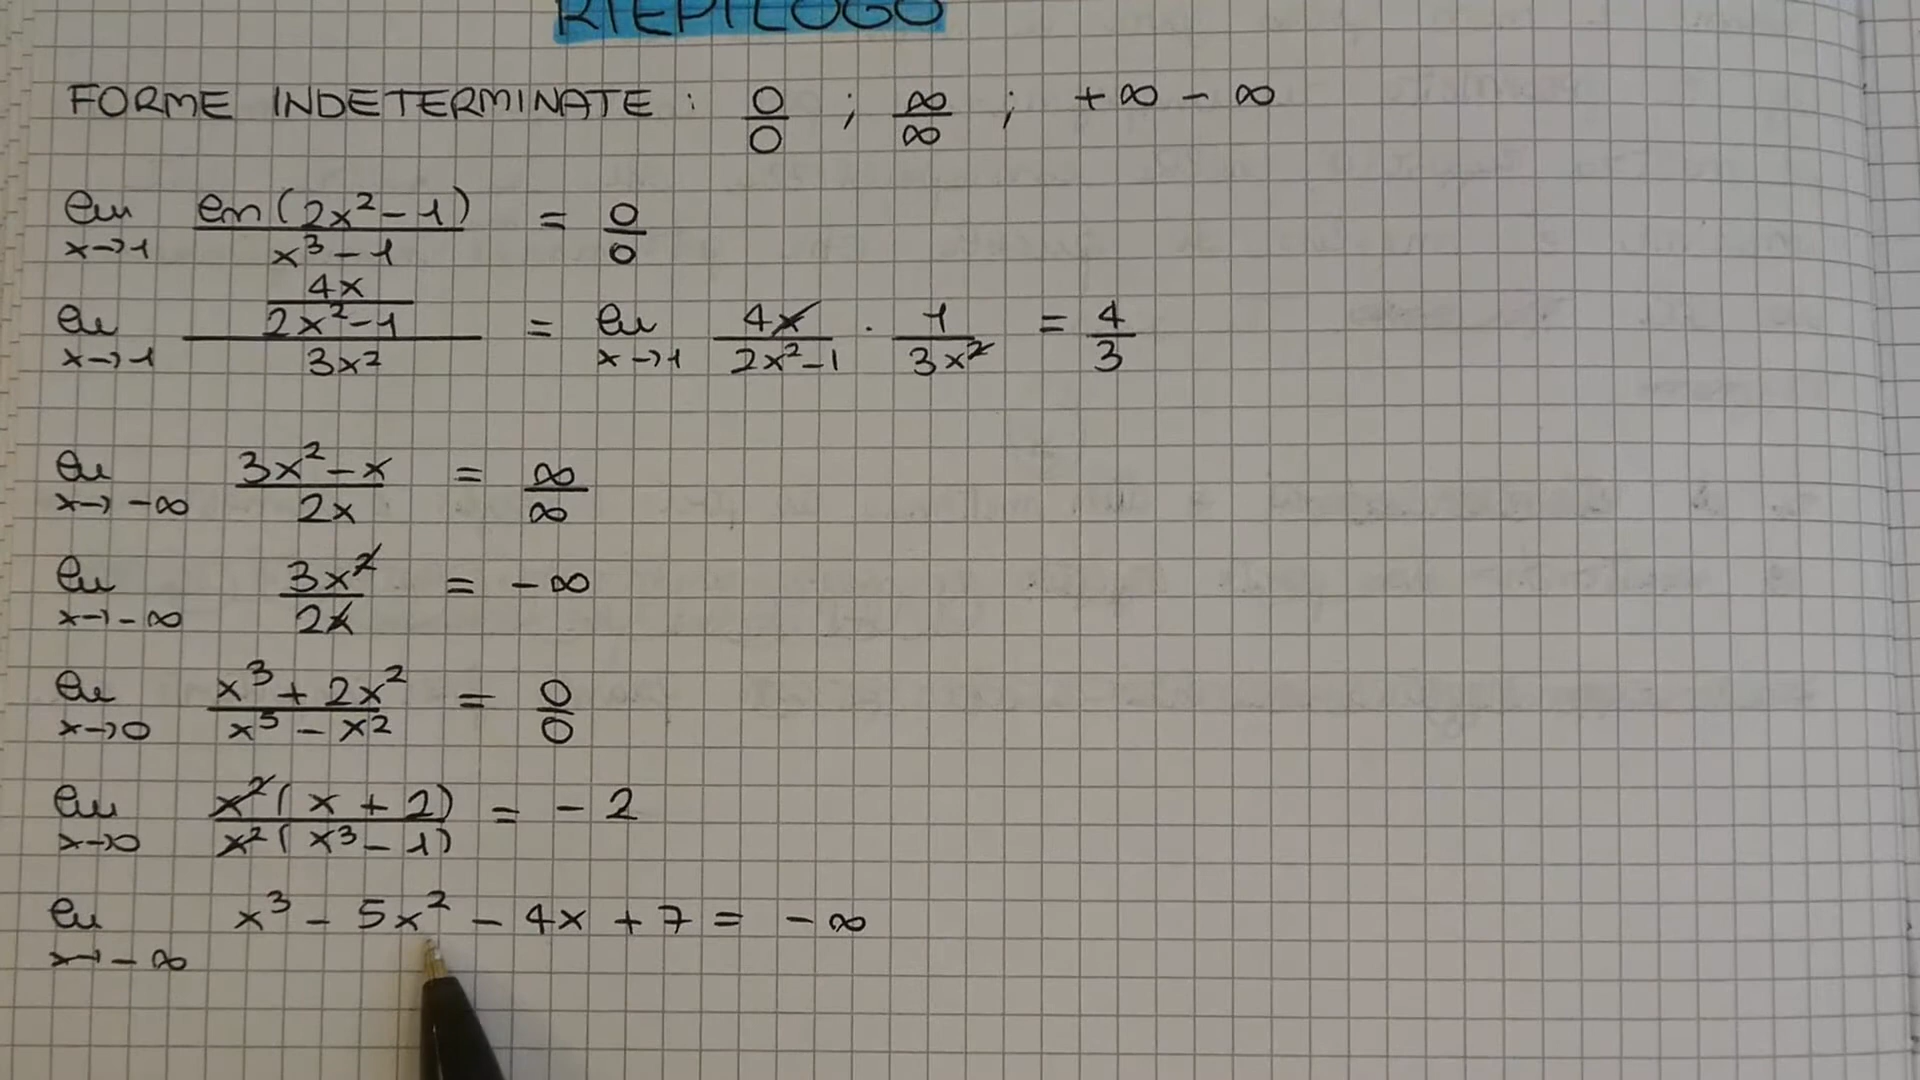 RIEPILOGO
FORME INDETERMINATE: 0/0 ; ∞/∞ ; +∞ - ∞
lim x→1 ln(2x² - 1)/(x³ - 1) = 0/0
lim x→1 (4x/(2x² - 1))/(3x²) = lim x→1 4x/(2x² - 1) · 1/(3x²) = 4/3
lim x→ -∞ (3x² - x)/(2x) = ∞/∞
lim x→ -∞ 3x²/2x = -∞
lim x→0 (x³ + 2x²)/(x⁵ - x²) = 0/0
lim x→0 x²(x + 2)/(x²(x³ - 1)) = -2
lim x→ -∞ x³ - 5x² - 4x + 7 = -∞